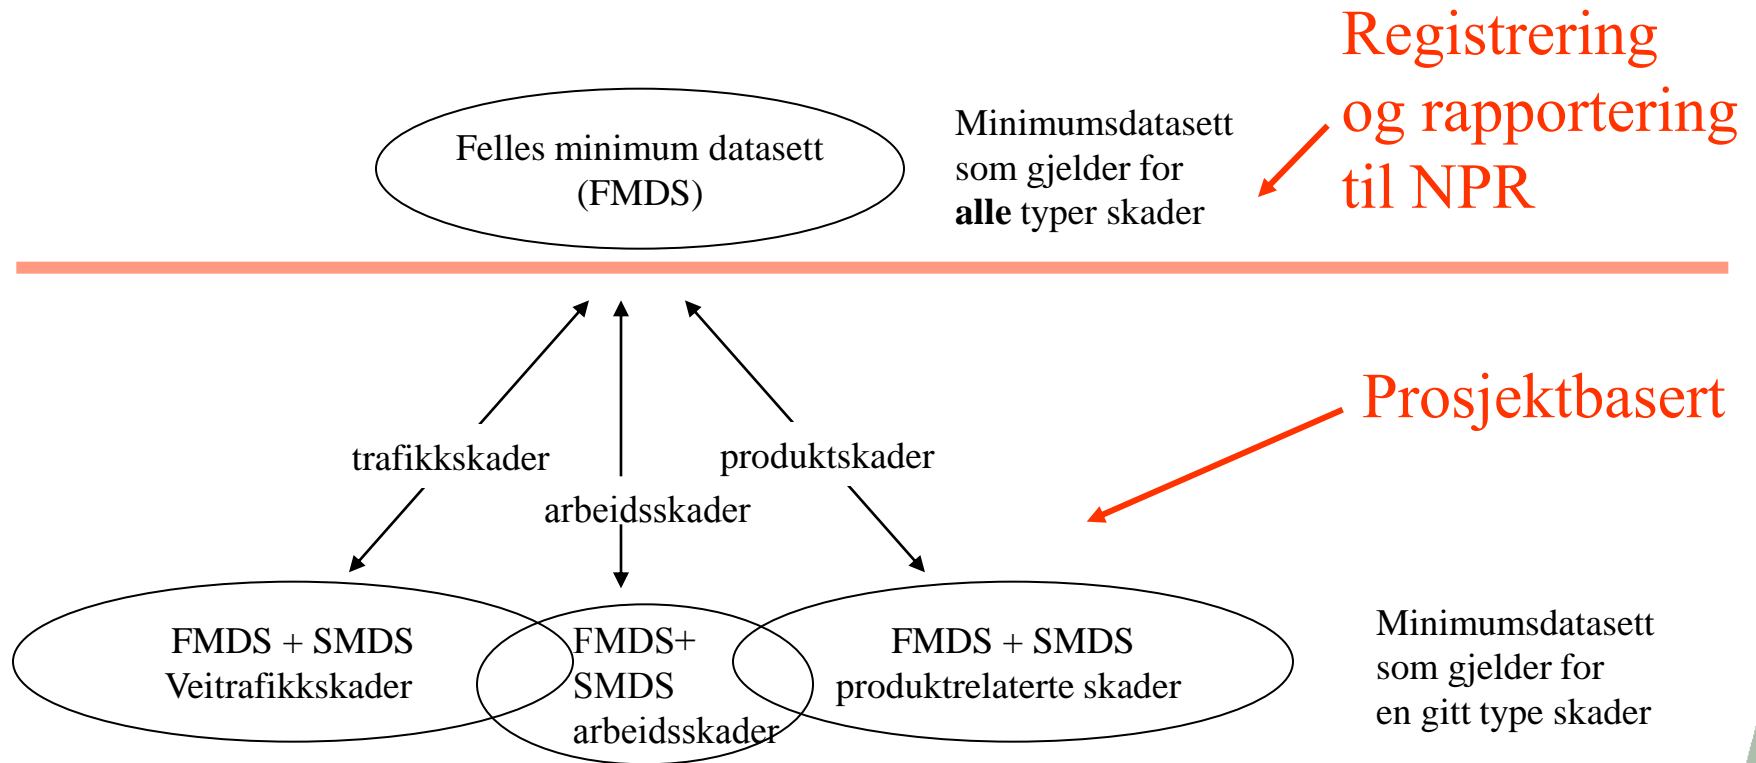 Registrering
og rapportering
til NPR
Felles minimum datasett
(FMDS)
Minimumsdatasett
som gjelder for
alle typer skader
Prosjektbasert
trafikkskader
produktskader
arbeidsskader
FMDS + SMDS
Veitrafikkskader
FMDS+
SMDS
arbeidsskader
FMDS + SMDS
produktrelaterte skader
Minimumsdatasett
som gjelder for
en gitt type skader